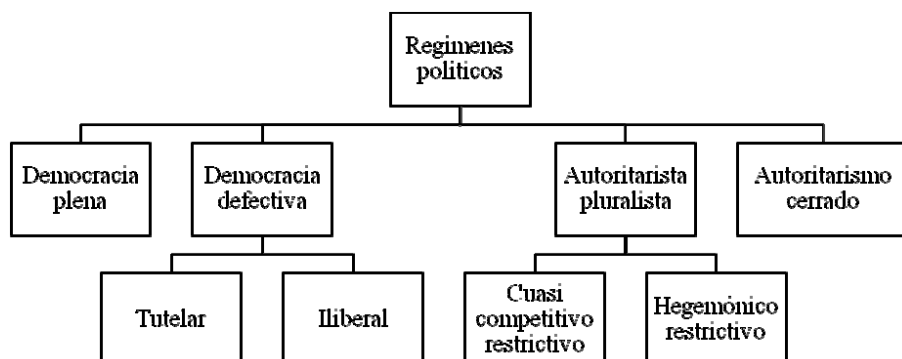 Regimenes
politicos
Democracia
plena
Democracia
defectiva
Autoritarista
pluralista
Autoritarismo
cerrado
Tutelar
Iliberal
Cuasi
competitivo
restrictivo
Hegemónico
restrictivo